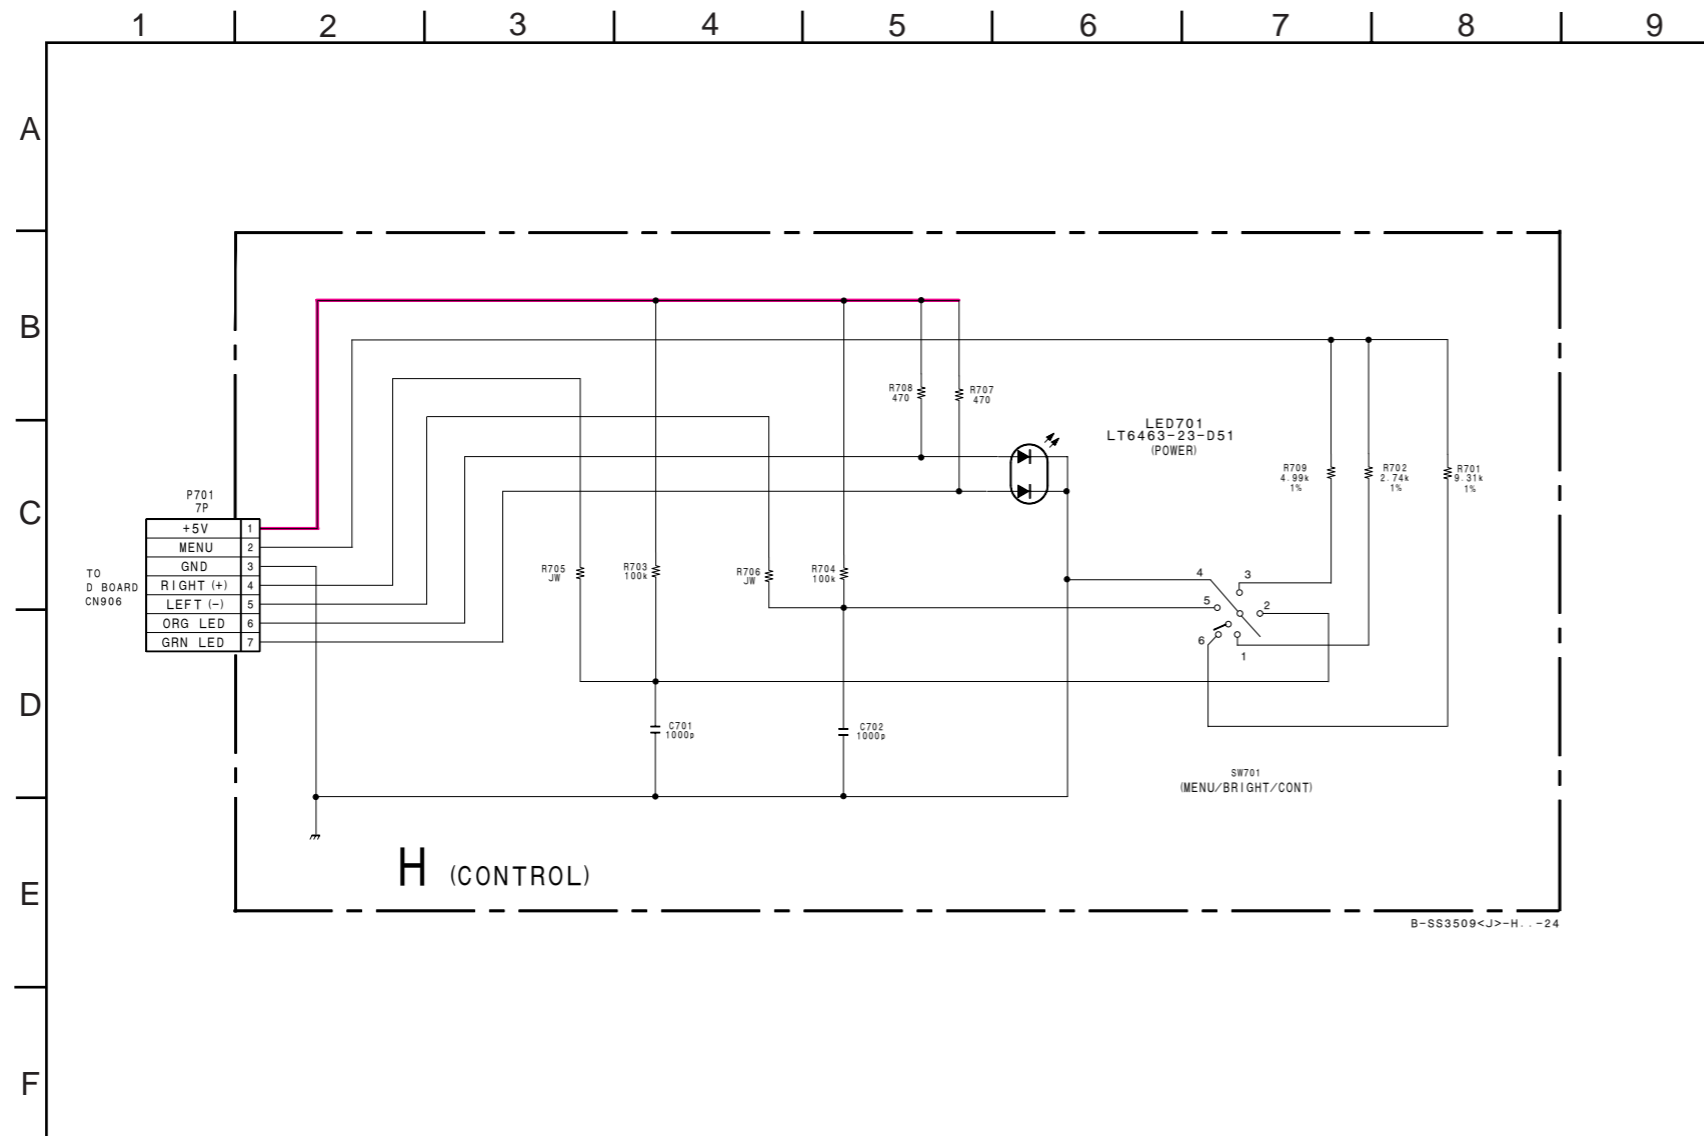 1 2 3 4 5 6 7 8 9
A
B
R708
470
R707
470
LED701
LT6463-23-D51
(POWER)
R709
4.99k
1%
R702
2.74k
1%
R701
9.31k
1%
C
P701
7P
+5V 1
MENU 2
GND 3
RIGHT (+) 4
LEFT (-) 5
ORG LED 6
GRN LED 7
TO
D BOARD
CN906
R705
JW
R703
100k
R706
JW
R704
100k
4
3
5
2
6
1
D
C701
1000p
C702
1000p
SW701
(MENU/BRIGHT/CONT)
H (CONTROL)
E
B-SS3509<J>-H..-24
F